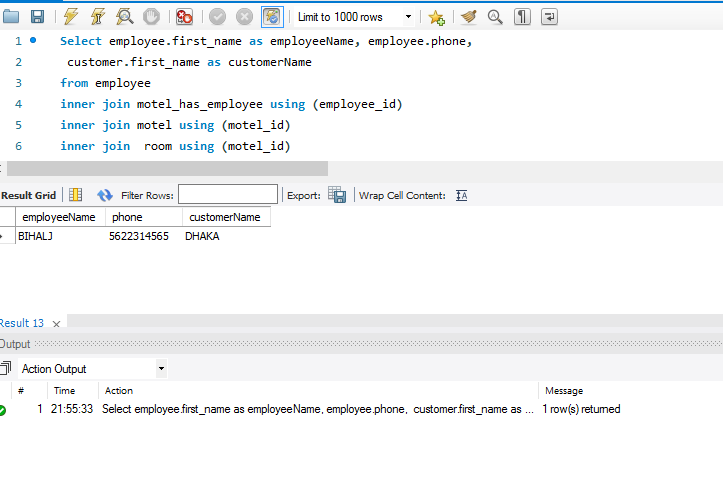 Limit to 1000 rows
1 Select employee.first_name as employeeName, employee.phone,
2 customer.first_name as customerName
3 from employee
4 inner join motel_has_employee using (employee_id)
5 inner join motel using (motel_id)
6 inner join  room using (motel_id)
Result Grid Filter Rows: Export: Wrap Cell Content:
employeeName phone customerName
BIHALJ 5622314565 DHAKA
Result 13
Output
Action Output
# Time Action Message
1 21:55:33 Select employee.first_name as employeeName, employee.phone,  customer.first_name as ... 1 row(s) returned